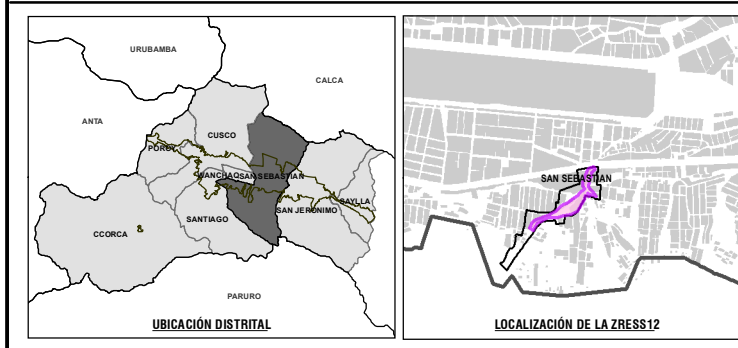 URUBAMBA
CALCA
ANTA
CUSCO
POROY
WANCHAQ
SAN SEBASTIAN
SAYLLA
SAN JERONIMO
SANTIAGO
CCORCA
PARURO
UBICACIÓN DISTRITAL
SAN SEBASTIAN
LOCALIZACIÓN DE LA ZRESS12